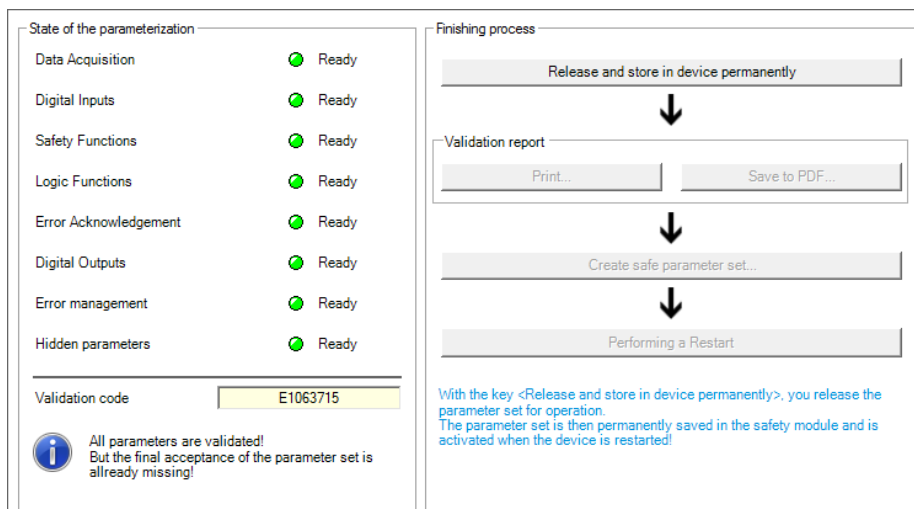 State of the parameterization
Data Acquisition Ready
Digital Inputs Ready
Safety Functions Ready
Logic Functions Ready
Error Acknowledgement Ready
Digital Outputs Ready
Error management Ready
Hidden parameters Ready
Validation code E1063715
All parameters are validated!
But the final acceptance of the parameter set is
allready missing!
Finishing process
Release and store in device permanently
Validation report
Print... Save to PDF...
Create safe parameter set...
Performing a Restart
With the key <Release and store in device permanently>, you release the
parameter set for operation.
The parameter set is then permanently saved in the safety module and is
activated when the device is restarted!